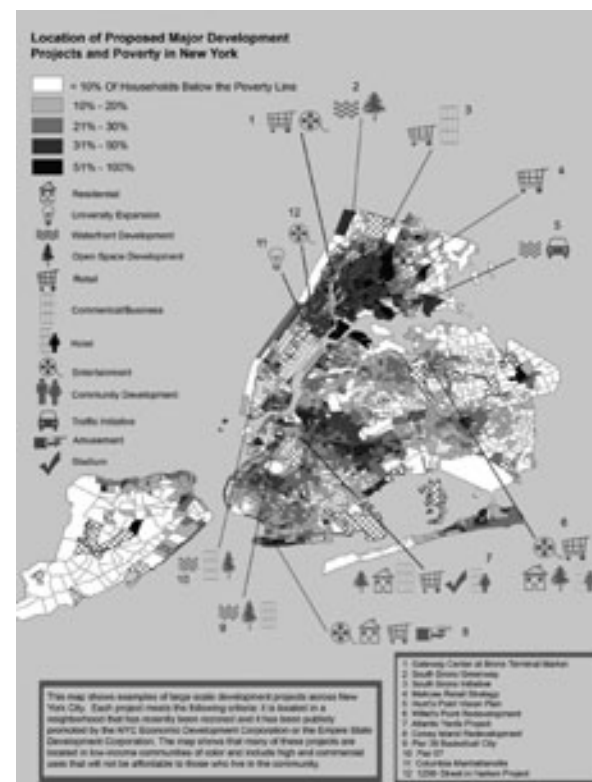 Location of Proposed Major Development
Projects and Poverty in New York
< 10% Of Households Below the Poverty Line
10% - 20%
21% - 30%
31% - 50%
51% - 100%
Residential
University Expansion
Waterfront Development
Open Space Development
Retail
Commercial/Business
Hotel
Entertainment
Community Development
Traffic Initiative
Amusement
Stadium
1
2
3
4
5
6
7
8
9
10
11
12
This map shows examples of large scale development projects across New
York City. Each project meets the following criteria: it is located in a
neighborhood that has recently been rezoned and it has been publicly
promoted by the NYC Economic Development Corporation or the Empire State
Development Corporation. The map shows that many of these projects are
located in low-income communities of color and include high end commercial
uses that will not be affordable to those who live in the community.
1 Gateway Center at Bronx Terminal Market
2 South Bronx Greenway
3 South Bronx Initiative
4 Melrose Retail Strategy
5 Hunt's Point Vision Plan
6 Willet's Point Redevelopment
7 Atlantic Yards Project
8 Coney Island Redevelopment
9 Pier 36 Basketball City
10 Pier 57
11 Columbia Manhattanville
12 125th Street in Harlem Project